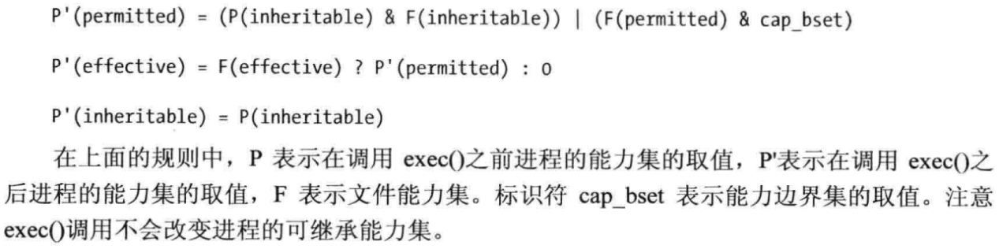 P'(permitted) = (P(inheritable) & F(inheritable)) | (F(permitted) & cap_bset)
P'(effective) = F(effective) ? P'(permitted) : 0
P'(inheritable) = P(inheritable)
在上面的规则中，P 表示在调用 exec()之前进程的能力集的取值，P'表示在调用 exec()之
后进程的能力集的取值，F 表示文件能力集。标识符 cap_bset 表示能力边界集的取值。注意
exec()调用不会改变进程的可继承能力集。